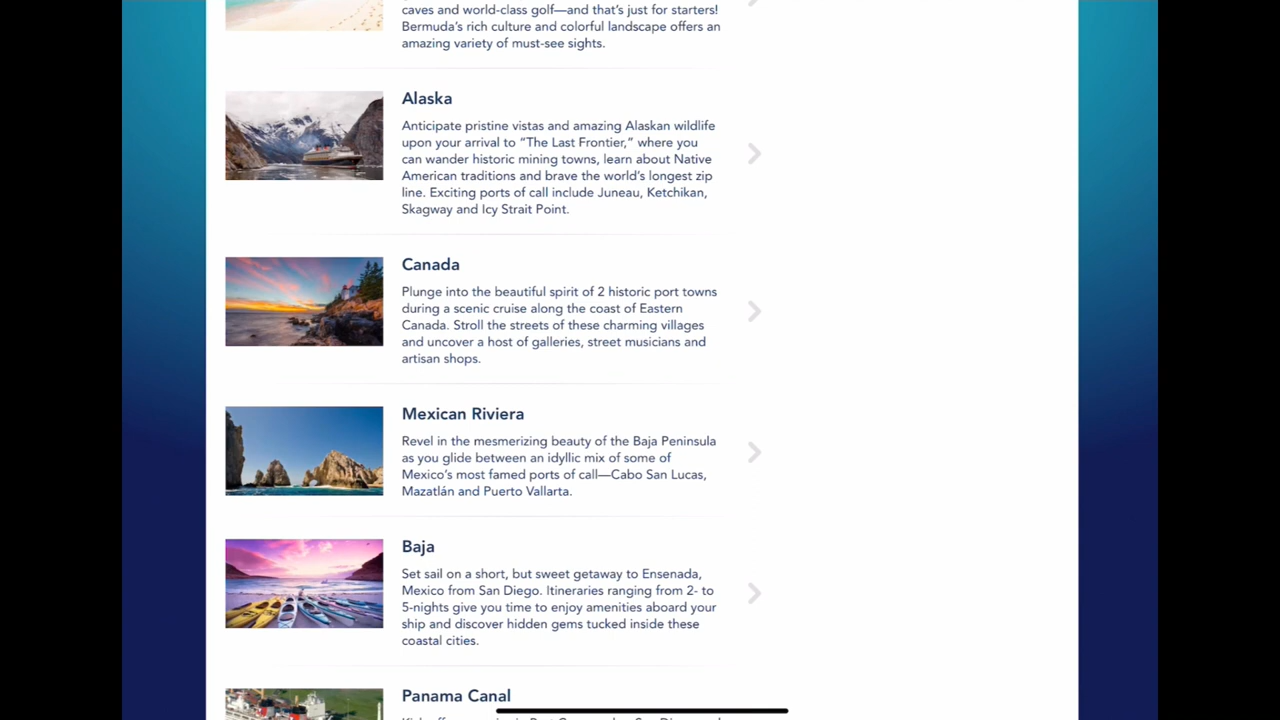 caves and world-class golf—and that's just for starters!
Bermuda's rich culture and colorful landscape offers an
amazing variety of must-see sights.
Alaska
Anticipate pristine vistas and amazing Alaskan wildlife
upon your arrival to “The Last Frontier,” where you
can wander historic mining towns, learn about Native
American traditions and brave the world's longest zip
line. Exciting ports of call include Juneau, Ketchikan,
Skagway and Icy Strait Point.
Canada
Plunge into the beautiful spirit of 2 historic port towns
during a scenic cruise along the coast of Eastern
Canada. Stroll the streets of these charming villages
and uncover a host of galleries, street musicians and
artisan shops.
Mexican Riviera
Revel in the mesmerizing beauty of the Baja Peninsula
as you glide between an idyllic mix of some of
Mexico's most famed ports of call—Cabo San Lucas,
Mazatlán and Puerto Vallarta.
Baja
Set sail on a short, but sweet getaway to Ensenada,
Mexico from San Diego. Itineraries ranging from 2- to
5-nights give you time to enjoy amenities aboard your
ship and discover hidden gems tucked inside these
coastal cities.
Panama Canal